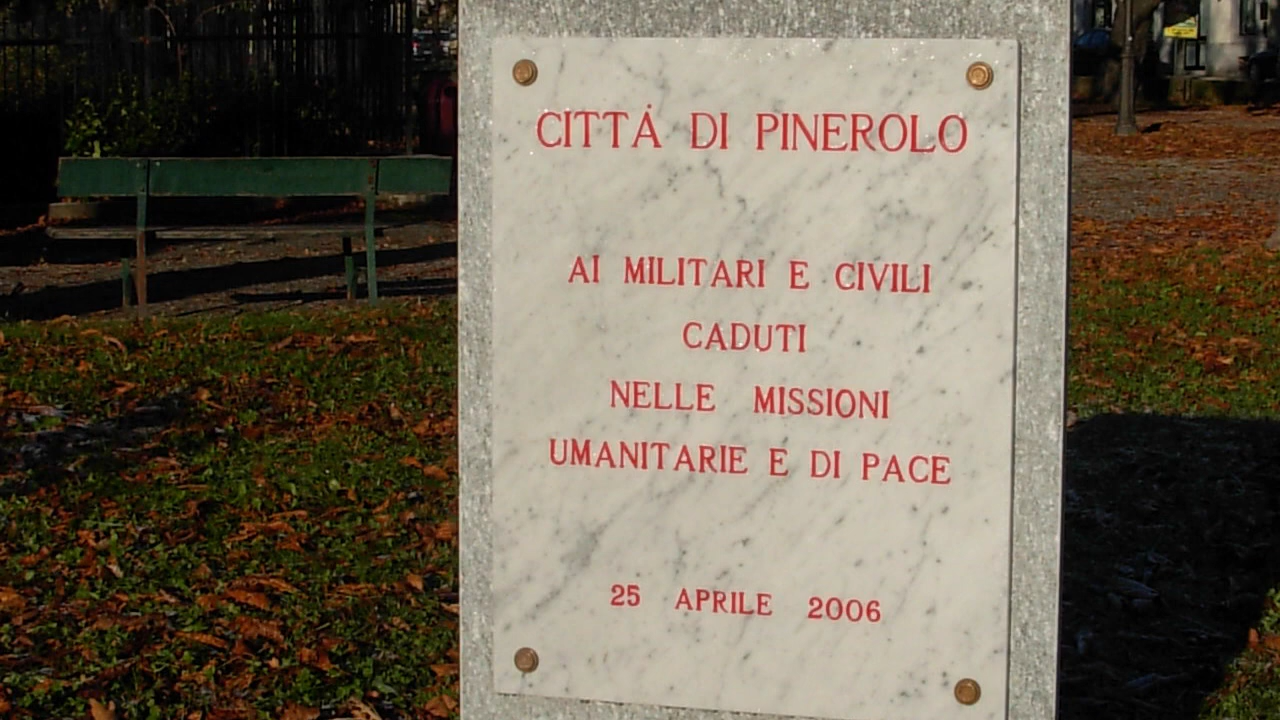 CITTÀ DI PINEROLO
AI MILITARI E CIVILI
CADUTI
NELLE MISSIONI
UMANITARIE E DI PACE
25 APRILE 2006